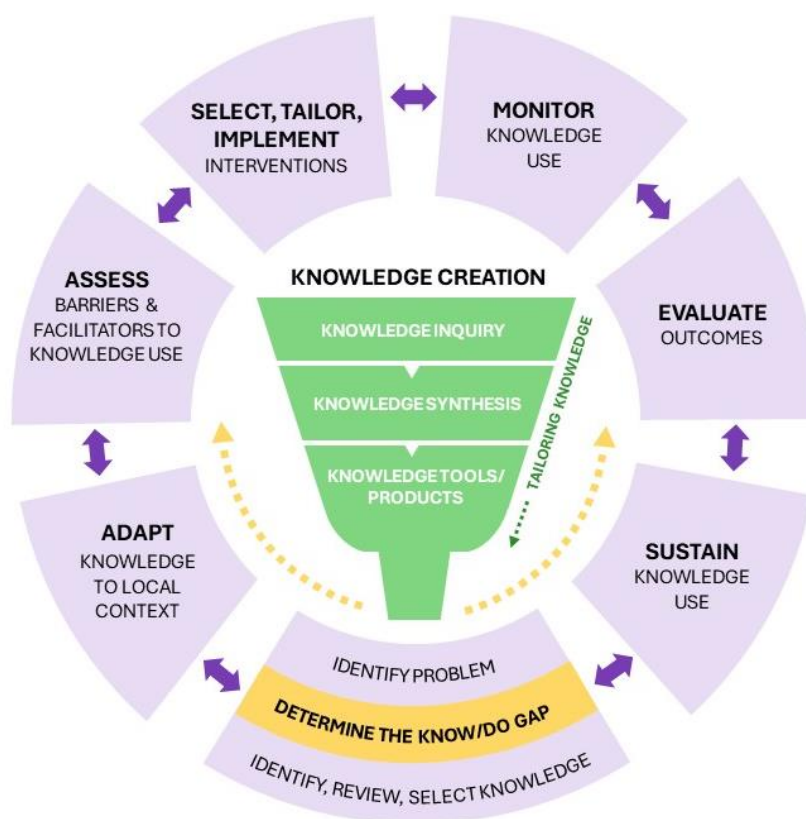 SELECT, TAILOR,
IMPLEMENT
INTERVENTIONS
MONITOR
KNOWLEDGE
USE
ASSESS
BARRIERS &
FACILITATORS TO
KNOWLEDGE USE
KNOWLEDGE CREATION
KNOWLEDGE INQUIRY
KNOWLEDGE SYNTHESIS
KNOWLEDGE TOOLS/
PRODUCTS
TAILORING KNOWLEDGE
EVALUATE
OUTCOMES
ADAPT
KNOWLEDGE
TO LOCAL
CONTEXT
SUSTAIN
KNOWLEDGE
USE
IDENTIFY PROBLEM
DETERMINE THE KNOW/DO GAP
IDENTIFY, REVIEW, SELECT KNOWLEDGE